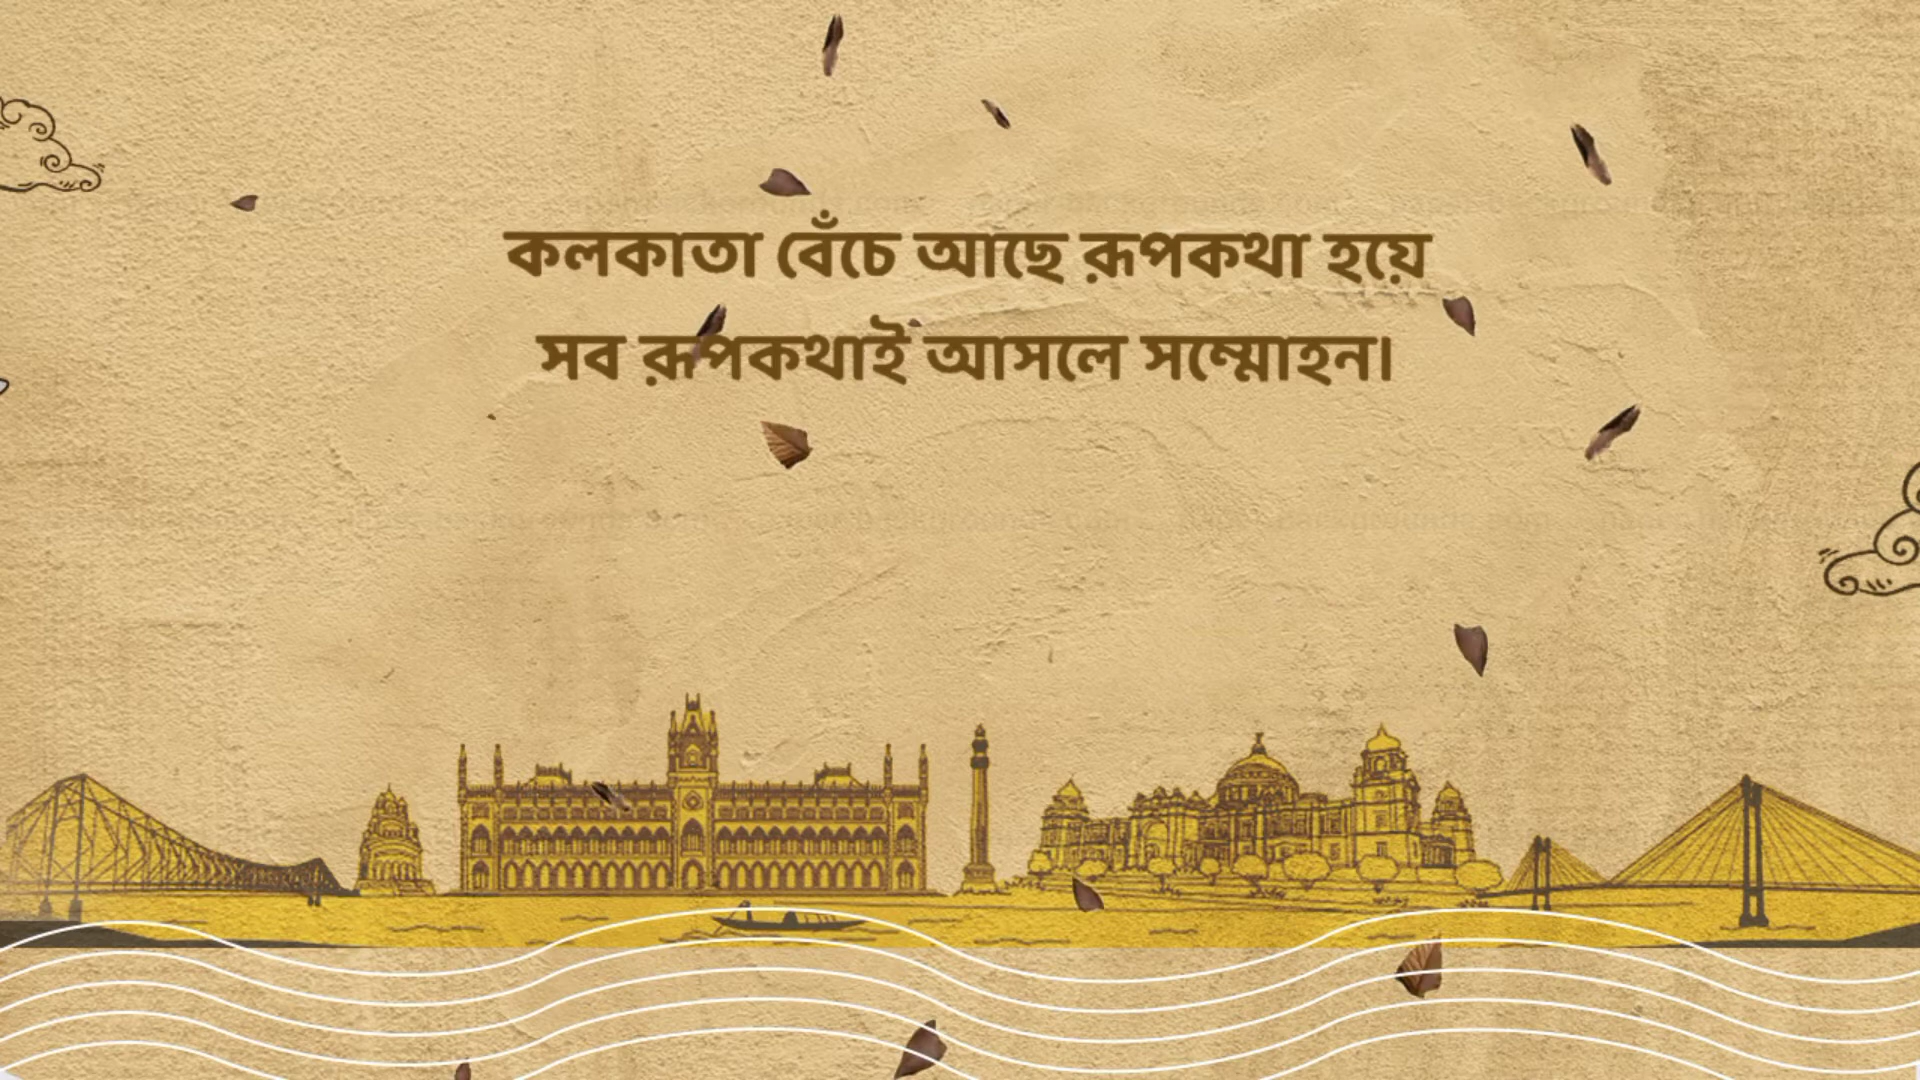 কলকাতা বেঁচে আছে রূপকথা হয়ে
সব রূপকথাই আসলে সম্মোহন।